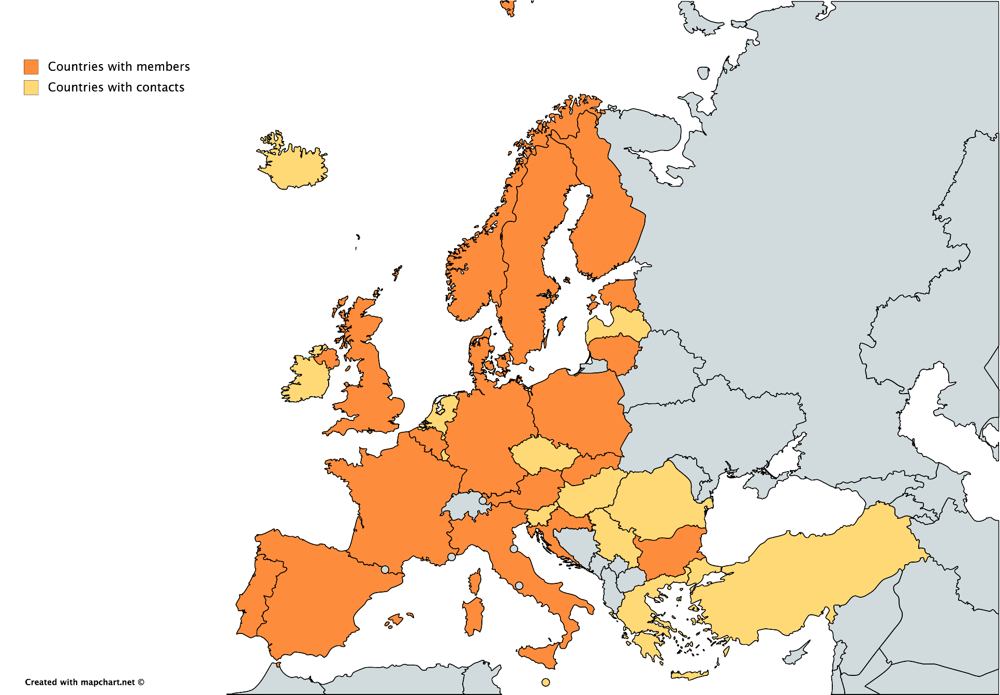 Countries with members
Countries with contacts
Created with mapchart.net ©